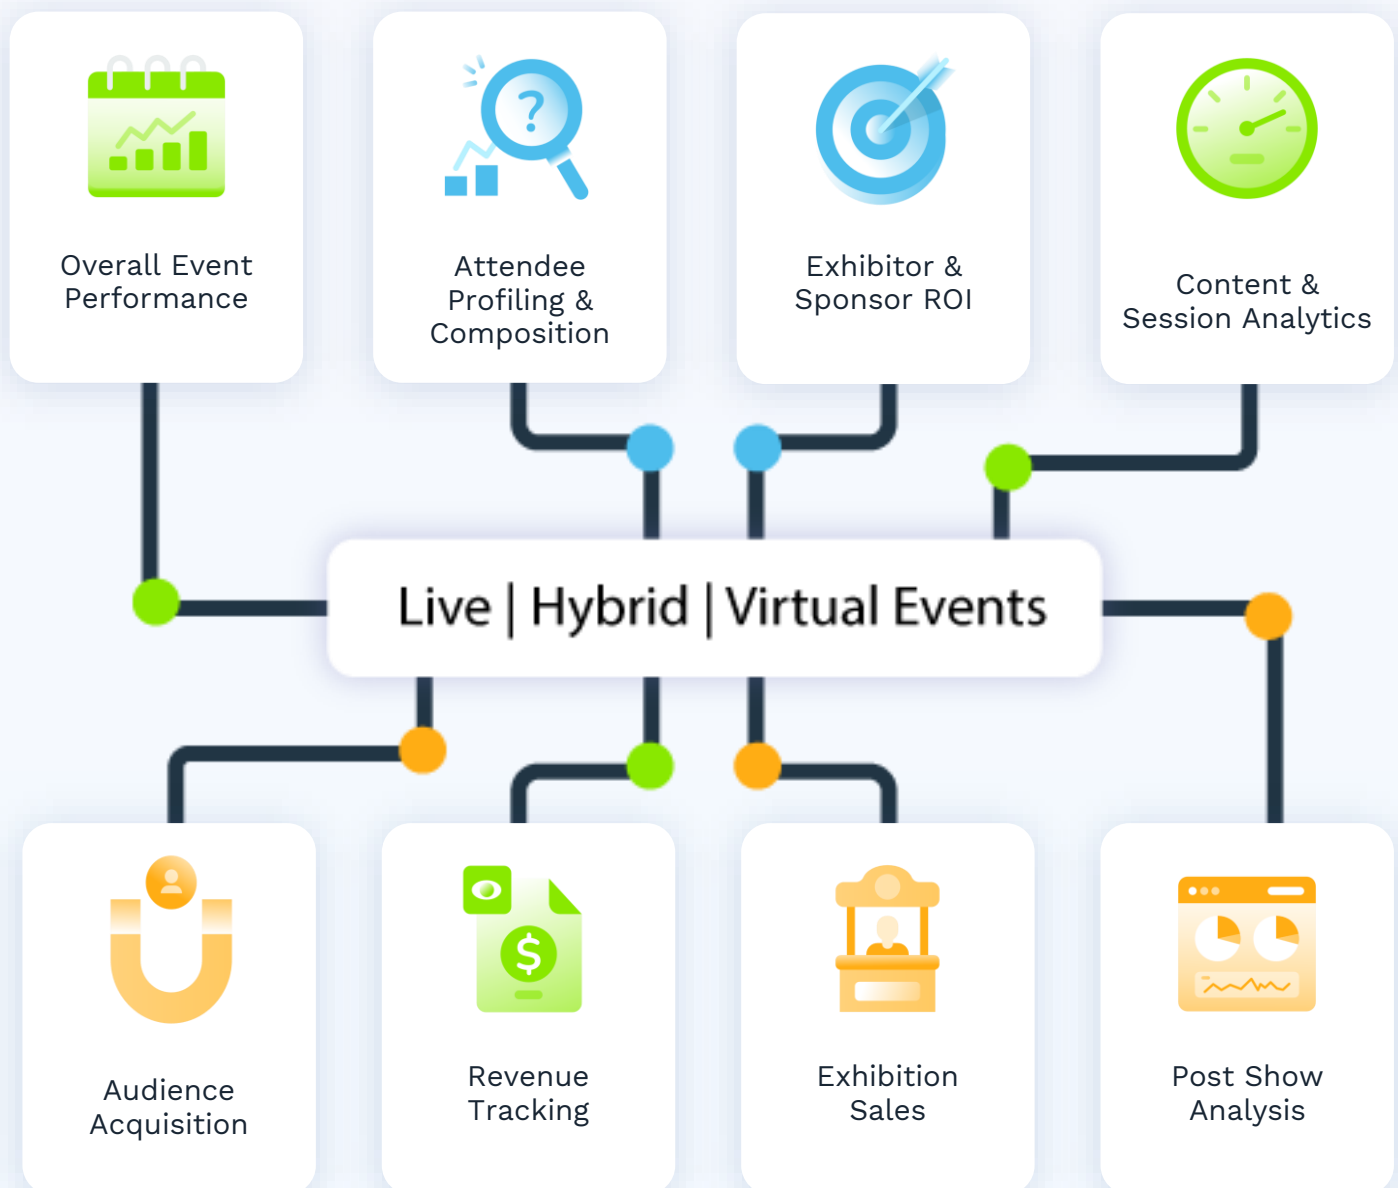 Overall Event
Performance
Attendee
Profiling &
Composition
Exhibitor &
Sponsor ROI
Content &
Session Analytics
?
Live | Hybrid | Virtual Events
Audience
Acquisition
$
Revenue
Tracking
Exhibition
Sales
Post Show
Analysis